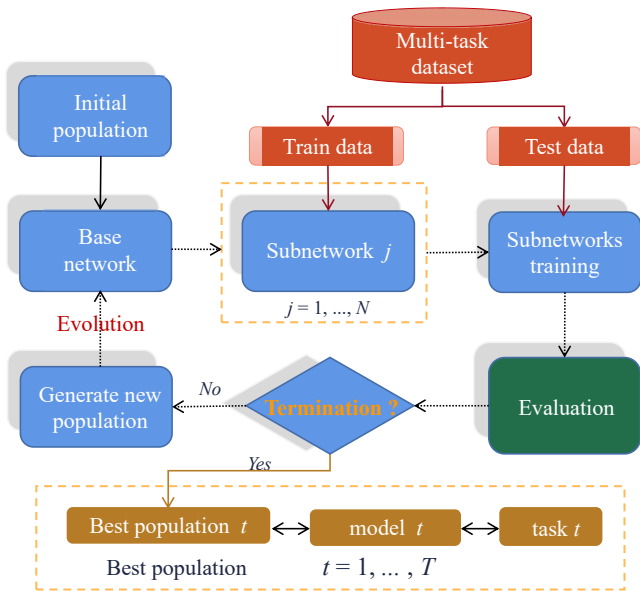 Multi-task
dataset
Initial
population
Train data
Test data
Base
network
Subnetwork j
Subnetworks
training
j = 1, ..., N
Evolution
Generate new
population
No
Termination ?
Evaluation
Yes
Best population t
model t
task t
Best population
t = 1, ... , T